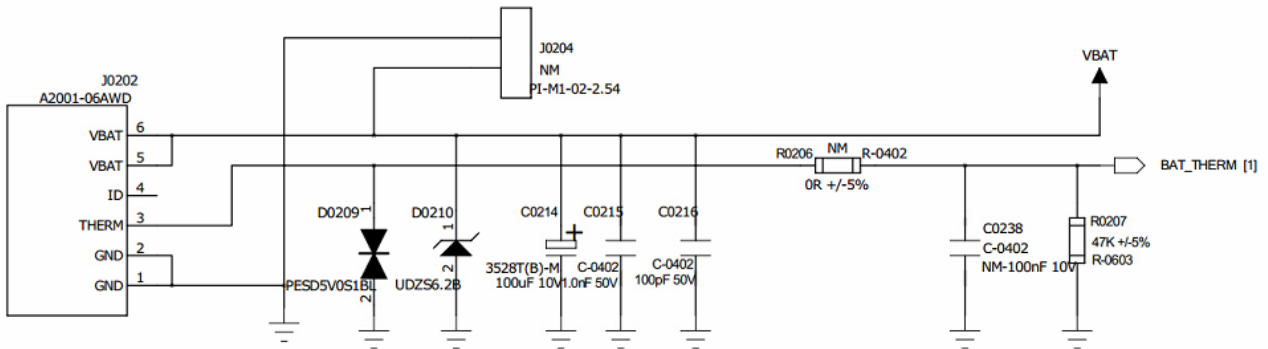 J0204
NM
PI-M1-02-2.54
VBAT
J0202
A2001-06AWD
VBAT 6
VBAT 5
ID 4
THERM 3
GND 2
GND 1
R0206 NM R-0402
0R +/-5%
BAT_THERM [1]
D0209 1
PESD5V0S1BL
2
D0210 1
UDZS6.2B
2
C0214
+
3528T(B)-M
100uF 10V
C0215
C-0402
1.0nF 50V
C0216
C-0402
100pF 50V
C0238
C-0402
NM-100nF 10V
R0207
47K +/-5%
R-0603